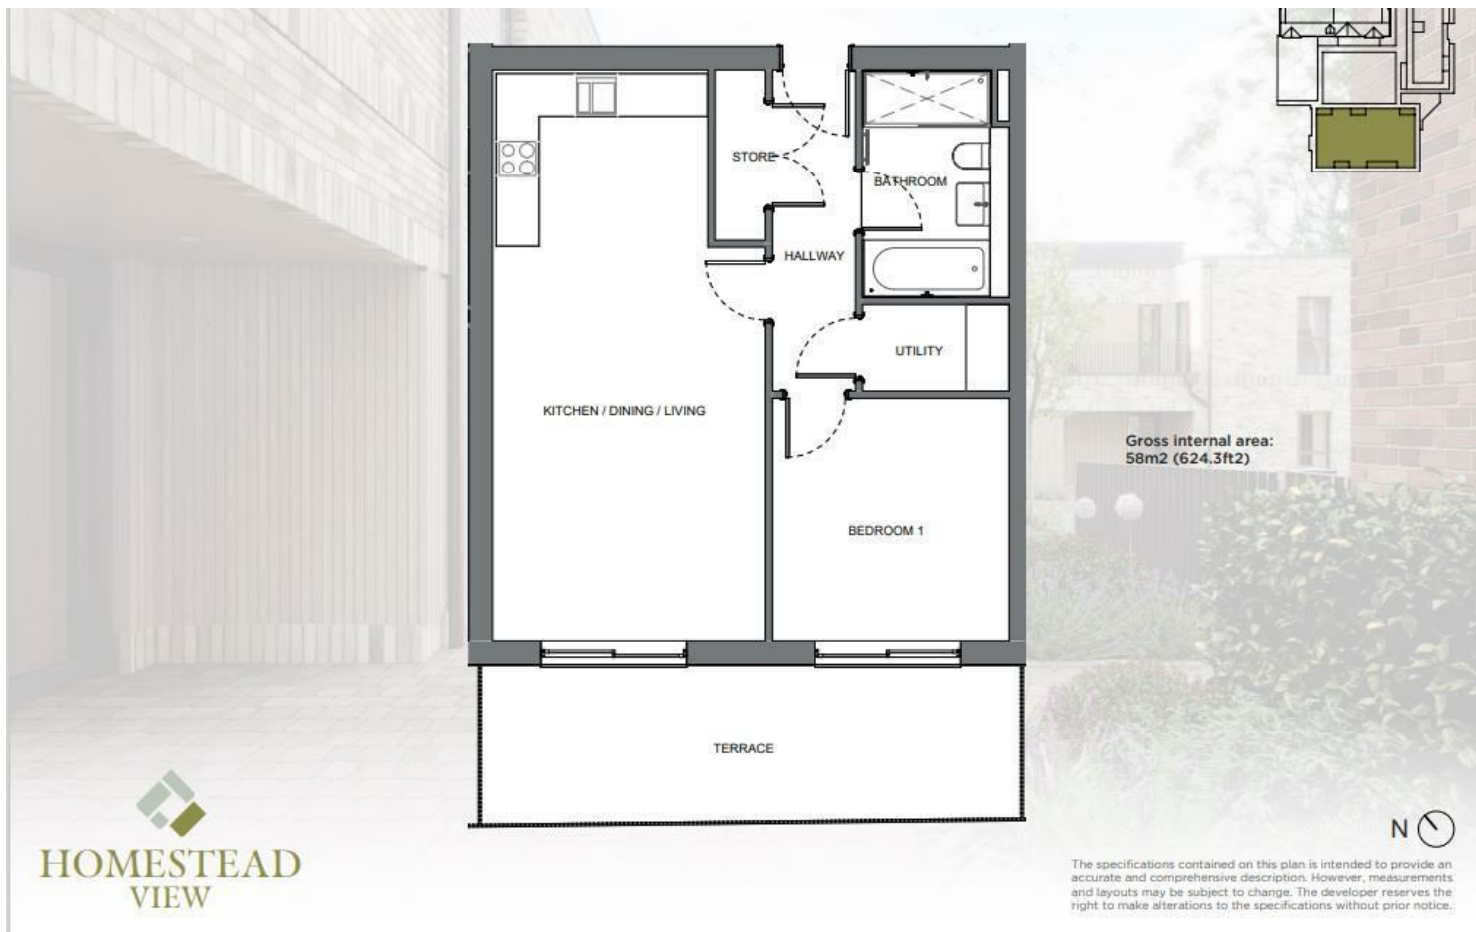 STORE
BATHROOM
HALLWAY
UTILITY
KITCHEN / DINING / LIVING
BEDROOM 1
Gross internal area:
58m2 (624.3ft2)
TERRACE
HOMESTEAD
VIEW
N
The specifications contained on this plan is intended to provide an
accurate and comprehensive description. However, measurements
and layouts may be subject to change. The developer reserves the
right to make alterations to the specifications without prior notice.